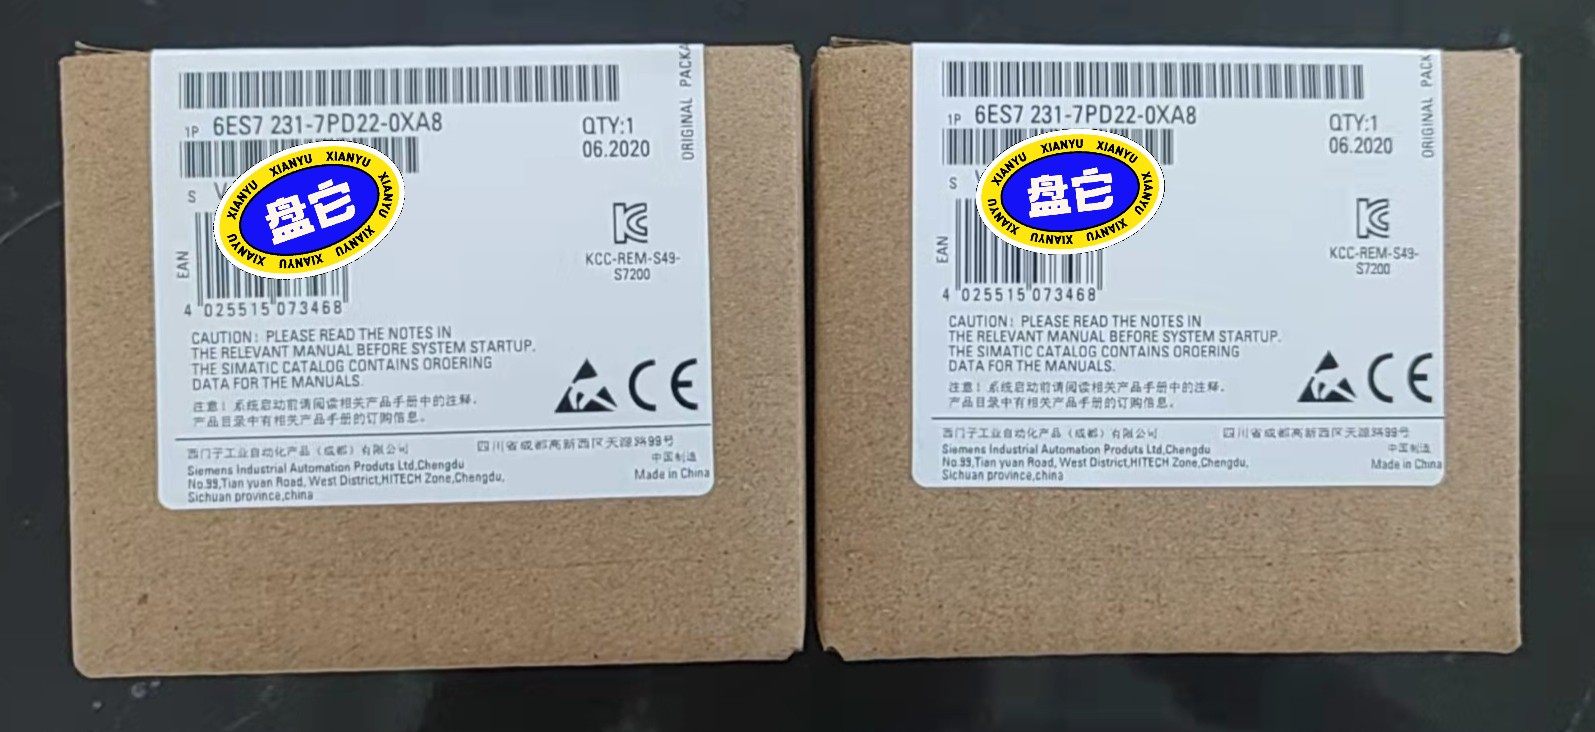 1P 6ES7 231-7PD22-0XA8
QTY:1
06.2020
ORIGINAL PACKA
S V
XIANYU XIANYU XIANYU XIANYU XIANYU XIANYU XIANYU
盘它
EAN
4 025515 073468
KCC-REM-S49-
S7200
CAUTION: PLEASE READ THE NOTES IN
THE RELEVANT MANUAL BEFORE SYSTEM STARTUP.
THE SIMATIC CATALOG CONTAINS ORDERING
DATA FOR THE MANUALS.
注意！系统启动前请阅读相关产品手册中的注释，
产品目录中有相关产品手册的订购信息。
CE
西门子工业自动化产品（成都）有限公司
四川省成都高新西区天源路99号
中国制造
Siemens Industrial Automation Produts Ltd,Chengdu
No.99,Tian yuan Road, West District,HITECH Zone,Chengdu,
Sichuan province,china
Made in China
1P 6ES7 231-7PD22-0XA8
QTY:1
06.2020
ORIGINAL PACK
S
XIANYU XIANYU XIANYU XIANYU XIANYU XIANYU XIANYU
盘它
EAN
4 025515 073468
KCC-REM-S49-
S7200
CAUTION: PLEASE READ THE NOTES IN
THE RELEVANT MANUAL BEFORE SYSTEM STARTUP.
THE SIMATIC CATALOG CONTAINS ORDERING
DATA FOR THE MANUALS.
注意！系统启动前请阅读相关产品手册中的注释，
产品目录中有相关产品手册的订购信息。
CE
西门子工业自动化产品（成都）有限公司
四川省成都高新西区天源路99号
中国制造
Siemens Industrial Automation Produts Ltd,Chengdu
No.99,Tian yuan Road, West District,HITECH Zone,Chengdu,
Sichuan province,china
Made in China